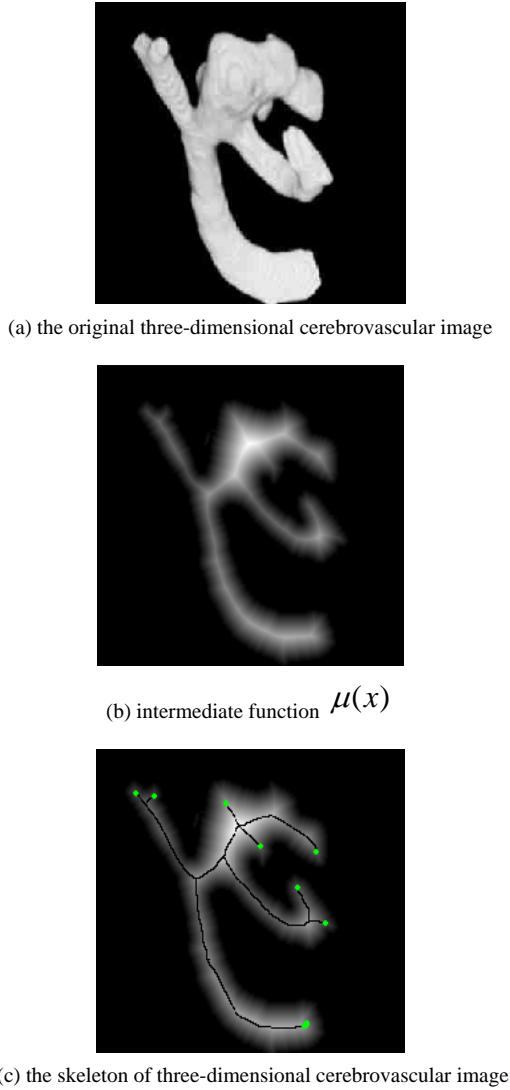 (a) the original three-dimensional cerebrovascular image
(b) intermediate function μ(x)
(c) the skeleton of three-dimensional cerebrovascular image